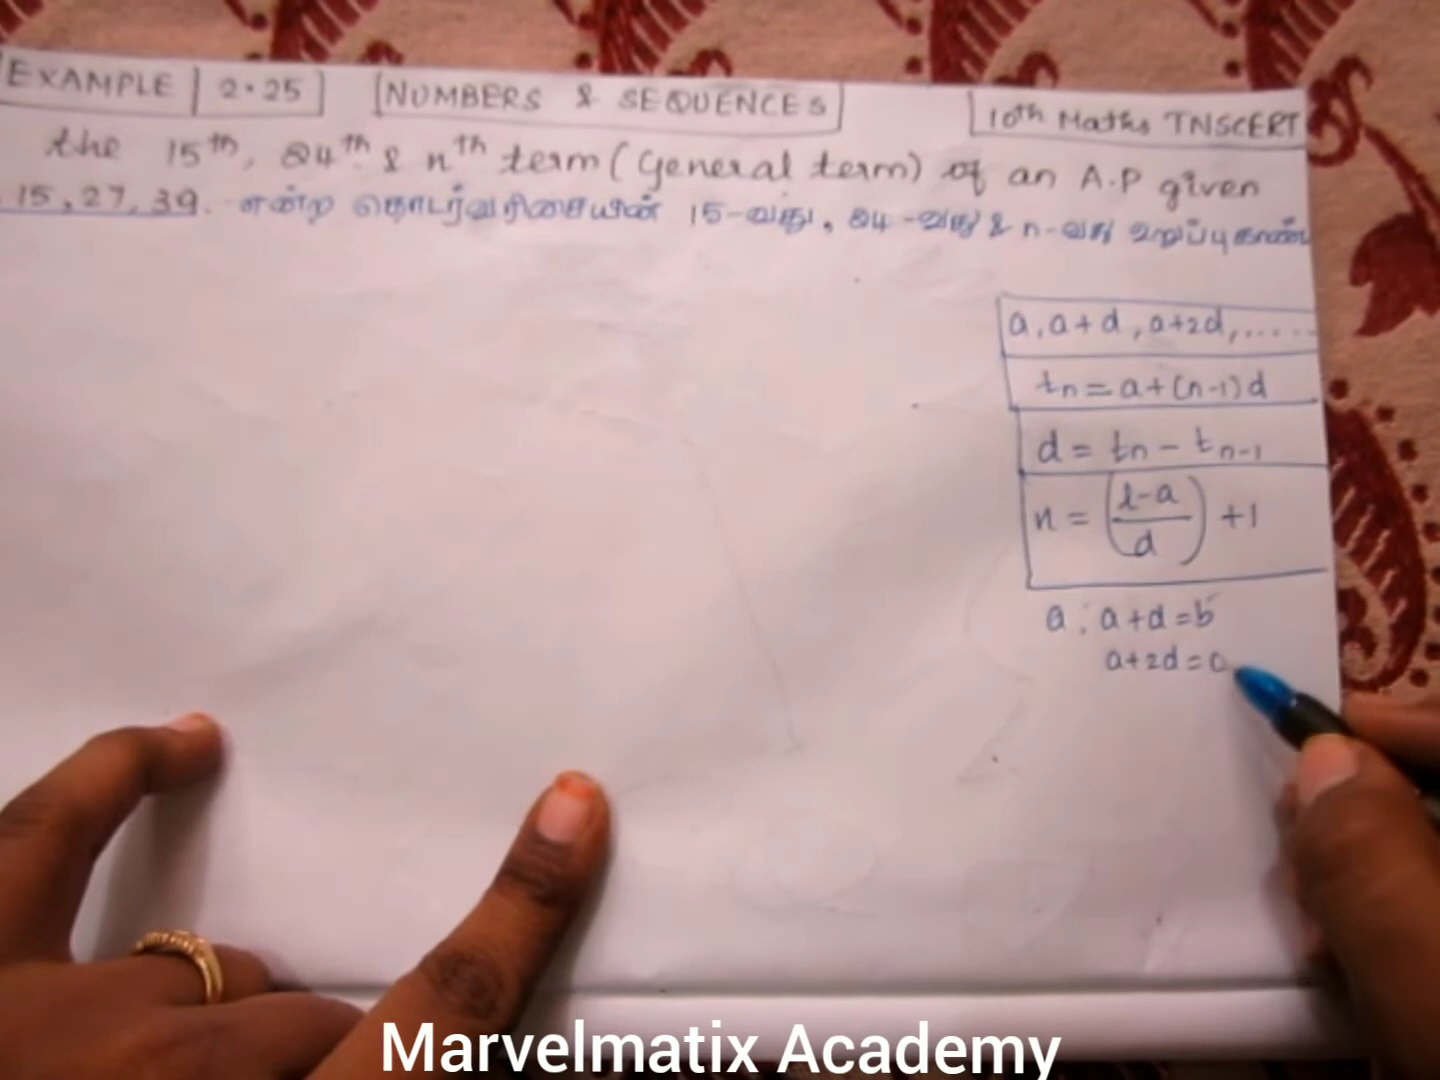 EXAMPLE | 2.25 NUMBERS & SEQUENCES 10th Maths TNSCERT
the 15th, 24th & nth term (General term) of an A.P given
15, 27, 39. என்ற தொடர்வரிசையின் 15-வது, 24-வது & n-வது உறுப்பு காண்
a, a+d, a+2d, .....
tn = a+(n-1)d
d = tn - tn-1
n = (l-a/d) +1
a, a+d = b
a+2d = c
Marvelmatix Academy